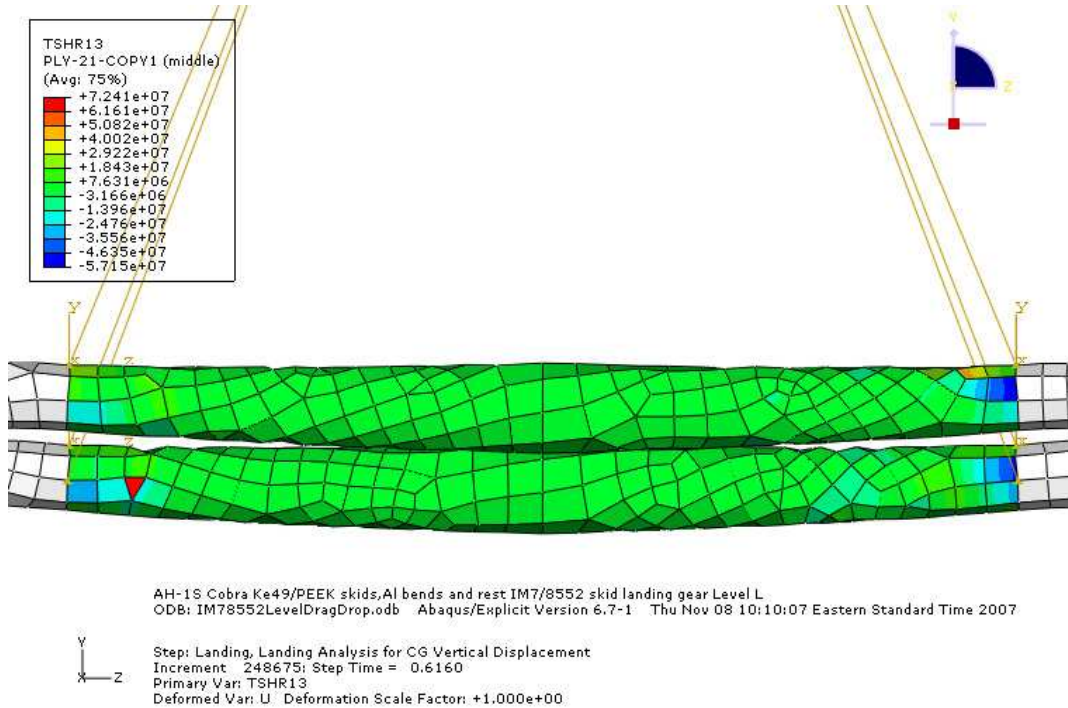 TSHR13
PLY-21-COPY1 (middle)
(Avg: 75%)
+7.241e+07
+6.161e+07
+5.082e+07
+4.002e+07
+2.922e+07
+1.843e+07
+7.631e+06
-3.166e+06
-1.396e+07
-2.476e+07
-3.556e+07
-4.635e+07
-5.715e+07
Y
Z
Y
X
Z
Y
X
Z
X
AH-1S Cobra Ke49/PEEK skids,Al bends and rest IM7/8552 skid landing gear Level L
ODB: IM78552LevelDragDrop.odb Abaqus/Explicit Version 6.7-1 Thu Nov 08 10:10:07 Eastern Standard Time 2007
Y
X Z
Step: Landing, Landing Analysis for CG Vertical Displacement
Increment 248675: Step Time = 0.6160
Primary Var: TSHR13
Deformed Var: U Deformation Scale Factor: +1.000e+00